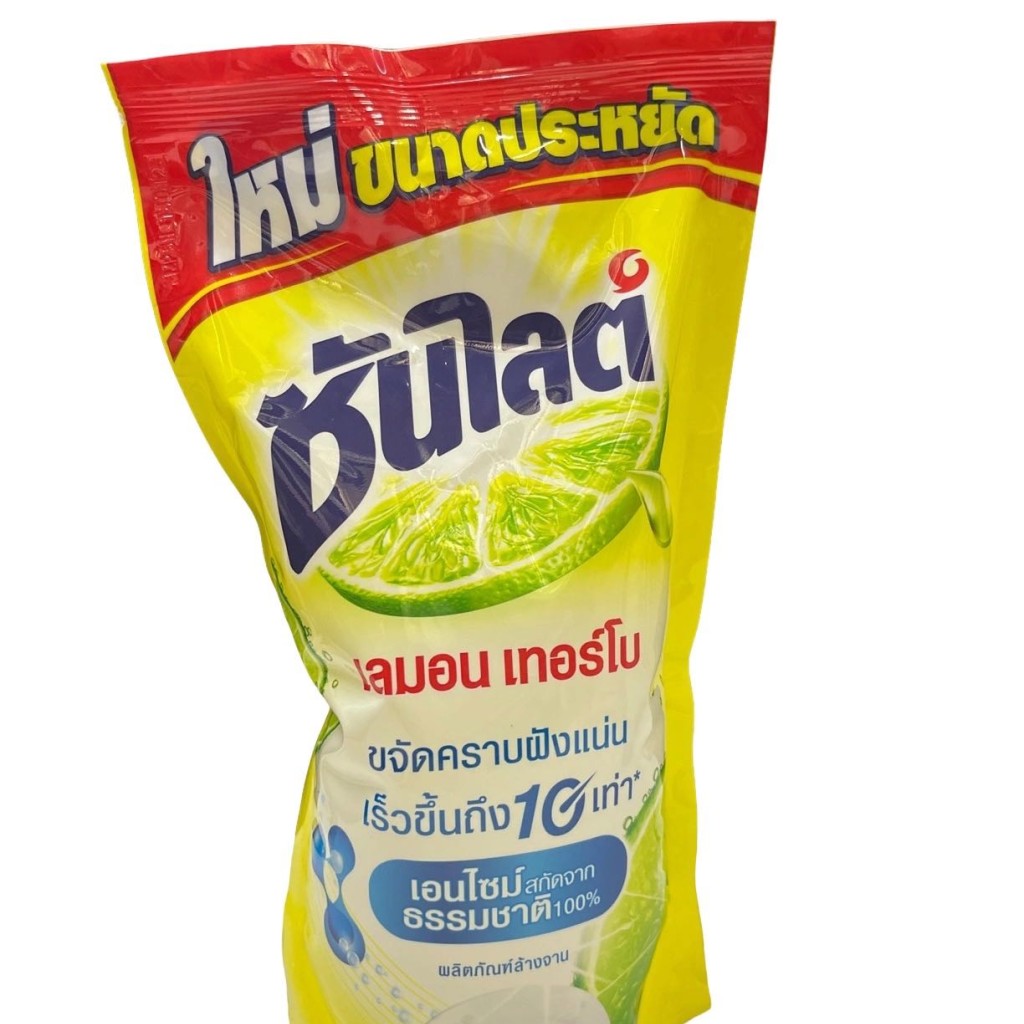 ใหม่ ขนาดประหยัด
ซันไลต์
เลมอน เทอร์โบ
ขจัดคราบฝังแน่น
เร็วขึ้นถึง 10 เท่า*
เอนไซม์ สกัดจาก
ธรรมชาติ 100%
ผลิตภัณฑ์ล้างจาน